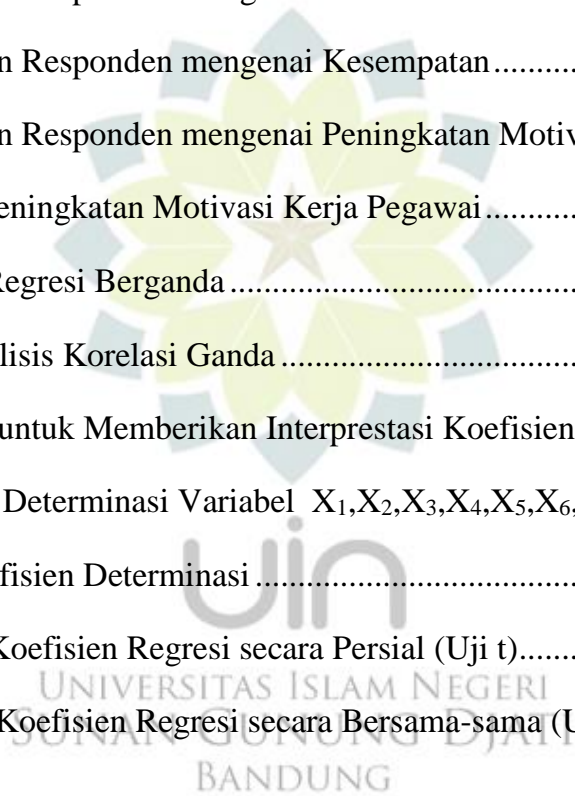 n Responden mengenai Kesempatan..........
n Responden mengenai Peningkatan Motiv
eningkatan Motivasi Kerja Pegawai..........
Regresi Berganda........................................
lisis Korelasi Ganda..................................
untuk Memberikan Interprestasi Koefisien
Determinasi Variabel X₁,X₂,X₃,X₄,X₅,X₆,
fisien Determinasi.....................................
Koefisien Regresi secara Persial (Uji t).......
Koefisien Regresi secara Bersama-sama (U
uin
UNIVERSITAS ISLAM NEGERI
SUNAN GUNUNG DJATI
BANDUNG